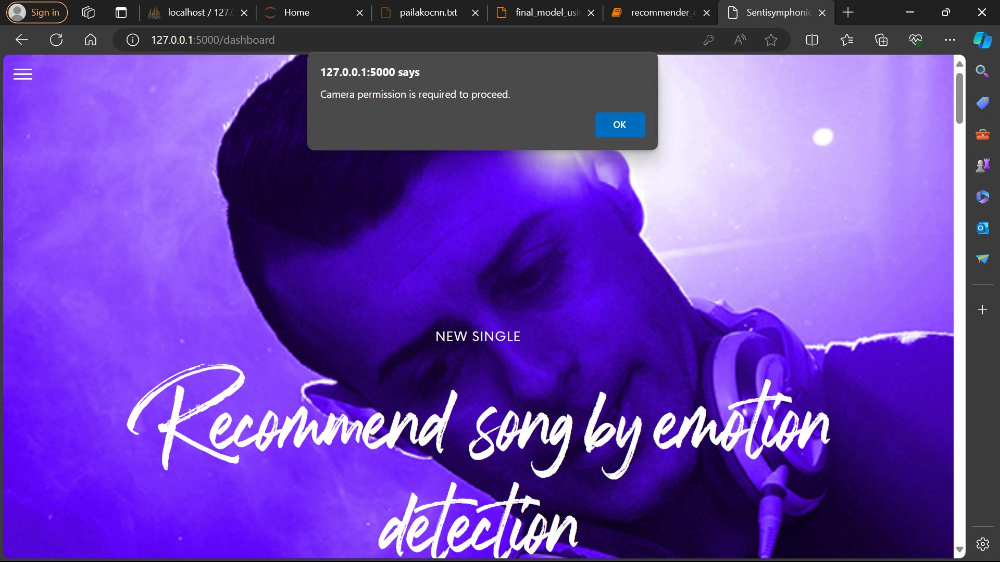 Sign in
localhost / 127.
Home
pailakocnn.txt
final_model_usi
recommender_
Sentisymphonic
127.0.0.1:5000/dashboard
127.0.0.1:5000 says
Camera permission is required to proceed.
OK
NEW SINGLE
Recommend song by emotion
detection